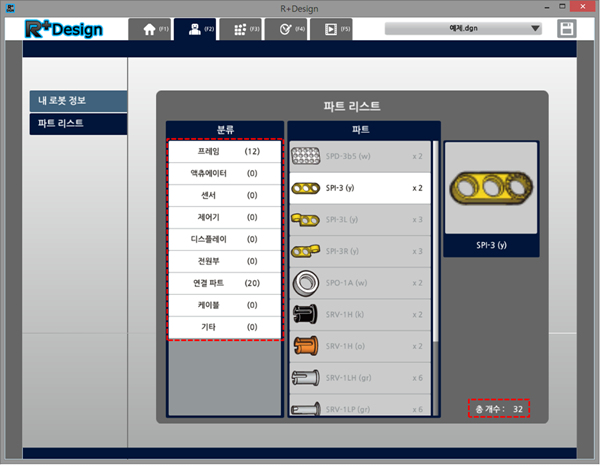 R+Design
R+Design
(F1)
(F2)
(F3)
(F4)
(F5)
예제.dgn
내 로봇 정보
파트 리스트
파트 리스트
분류
프레임 (12)
액츄에이터 (0)
센서 (0)
제어기 (0)
디스플레이 (0)
전원부 (0)
연결 파트 (20)
케이블 (0)
기타 (0)
파트
SPD-3b5 (w) x 2
SPI-3 (y) x 2
SPI-3L (y) x 3
SPI-3R (y) x 3
SPO-1A (w) x 2
SRV-1H (k) x 2
SRV-1H (o) x 2
SRV-1LH (gr) x 6
SRV-1LP (gr) x 6
SPI-3 (y)
총 개수 : 32